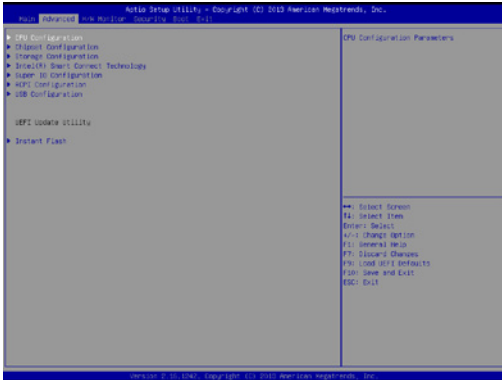 Aptio Setup Utility - Copyright (C) 2013 American Megatrends, Inc.
Main Advanced H/W Monitor Security Boot Exit
CPU Configuration
Chipset Configuration
Storage Configuration
Intel(R) Smart Connect Technology
Super IO Configuration
ACPI Configuration
USB Configuration
UEFI Update Utility
Instant Flash
CPU Configuration Parameters
↔: Select Screen
↑↓: Select Item
Enter: Select
+/-: Change Option
F1: General Help
F7: Discard Changes
F9: Load UEFI Defaults
F10: Save and Exit
ESC: Exit
Version 2.15.1242. Copyright (C) 2013 American Megatrends, Inc.